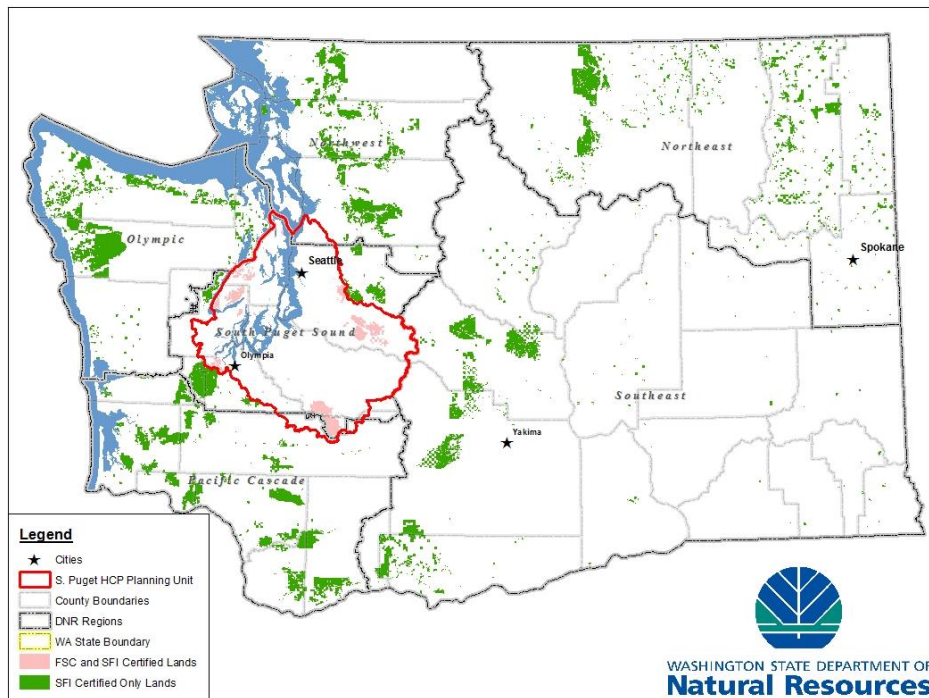 Northwest
Northeast
Olympic
Spokane
Seattle
South Puget Sound
Olympia
Southeast
Yakima
Pacific Cascade
Legend
Cities
S. Puget HCP Planning Unit
County Boundaries
DNR Regions
WA State Boundary
FSC and SFI Certified Lands
SFI Certified Only Lands
WASHINGTON STATE DEPARTMENT OF
Natural Resources